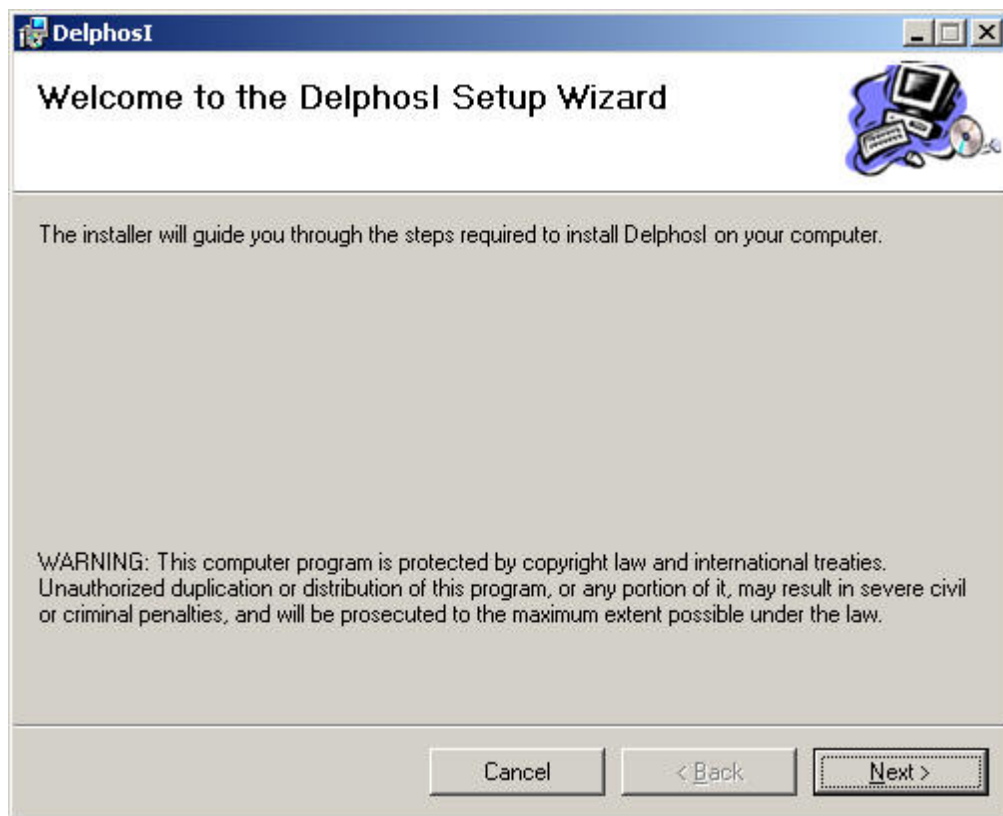 DelphosI
Welcome to the DelphosI Setup Wizard
The installer will guide you through the steps required to install DelphosI on your computer.
WARNING: This computer program is protected by copyright law and international treaties.
Unauthorized duplication or distribution of this program, or any portion of it, may result in severe civil
or criminal penalties, and will be prosecuted to the maximum extent possible under the law.
Cancel
< Back
Next >